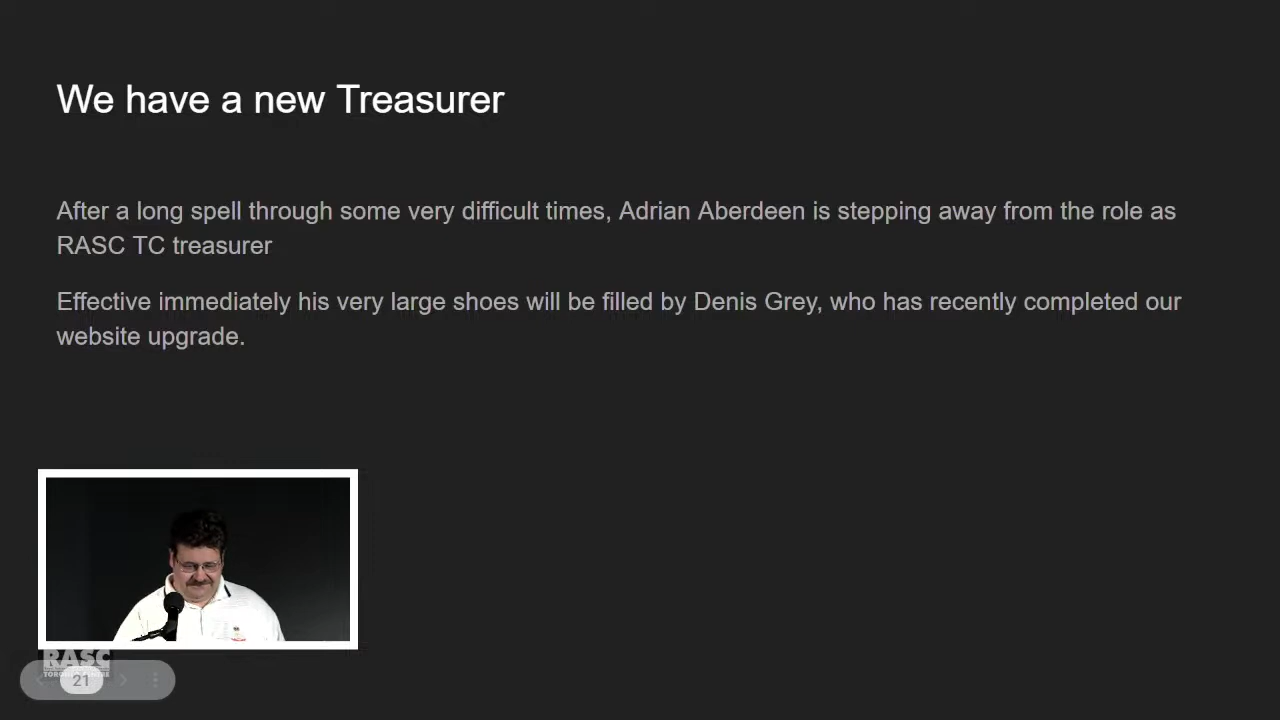 We have a new Treasurer
After a long spell through some very difficult times, Adrian Aberdeen is stepping away from the role as
RASC TC treasurer
Effective immediately his very large shoes will be filled by Denis Grey, who has recently completed our
website upgrade.
RASC
TORONTO CENTRE
21